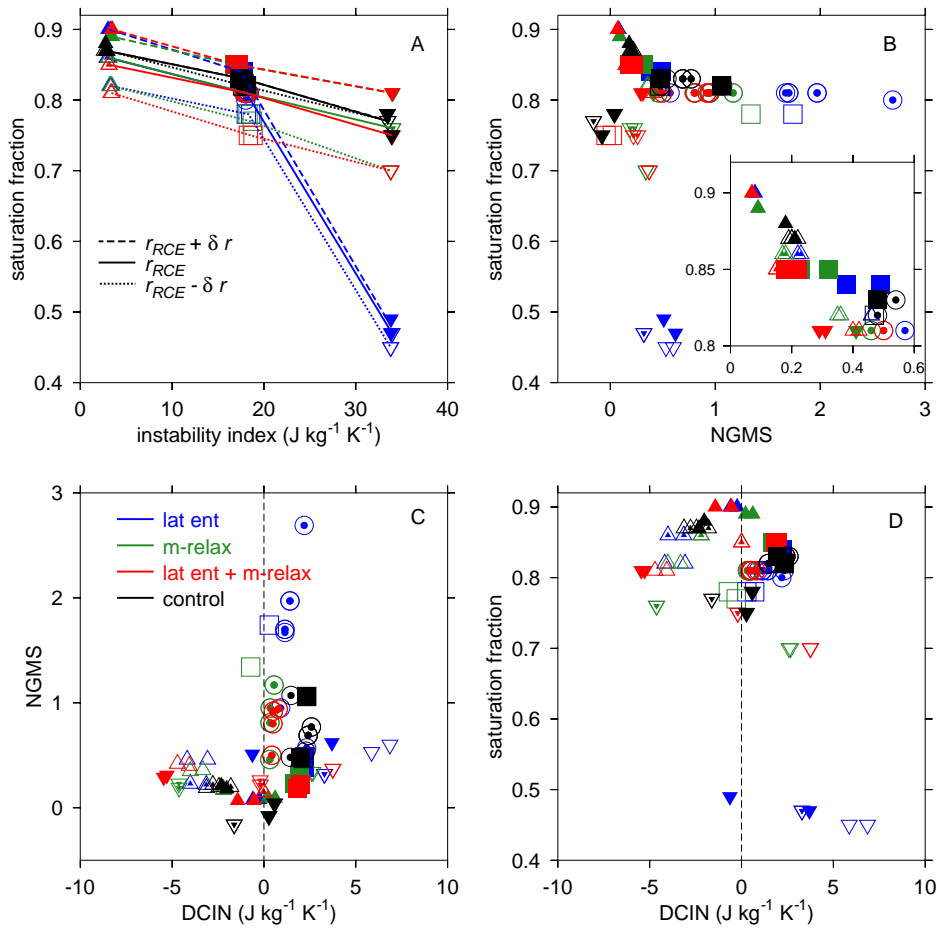 A
0.9
0.8
0.7
0.6
0.5
0.4
saturation fraction
r_RCE + δ r
r_RCE
r_RCE - δ r
0 10 20 30 40
instability index (J kg⁻¹ K⁻¹)
B
0.9
0.8
0.7
0.6
0.5
0.4
saturation fraction
0.9
0.85
0.8
0 0.2 0.4 0.6
0 1 2 3
NGMS
C
3
2
1
0
NGMS
lat ent
m-relax
lat ent + m-relax
control
-10 -5 0 5 10
DCIN (J kg⁻¹ K⁻¹)
D
0.9
0.8
0.7
0.6
0.5
0.4
saturation fraction
-10 -5 0 5 10
DCIN (J kg⁻¹ K⁻¹)